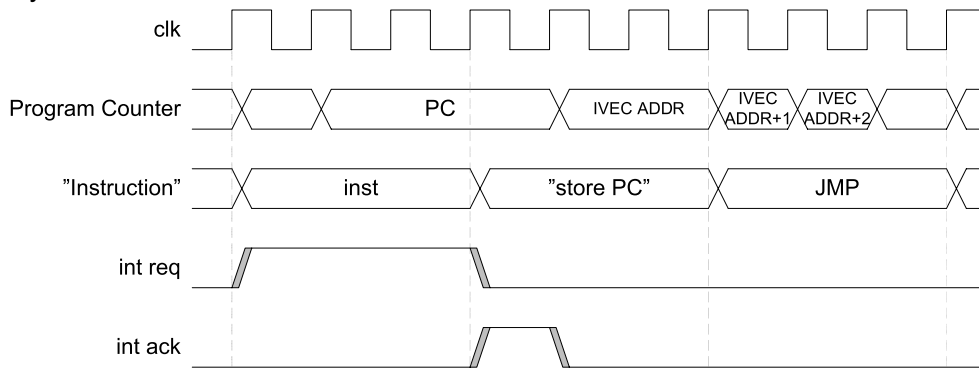 clk
Program Counter
PC
IVEC ADDR
IVEC
ADDR+1
IVEC
ADDR+2
”Instruction”
inst
”store PC”
JMP
int req
int ack